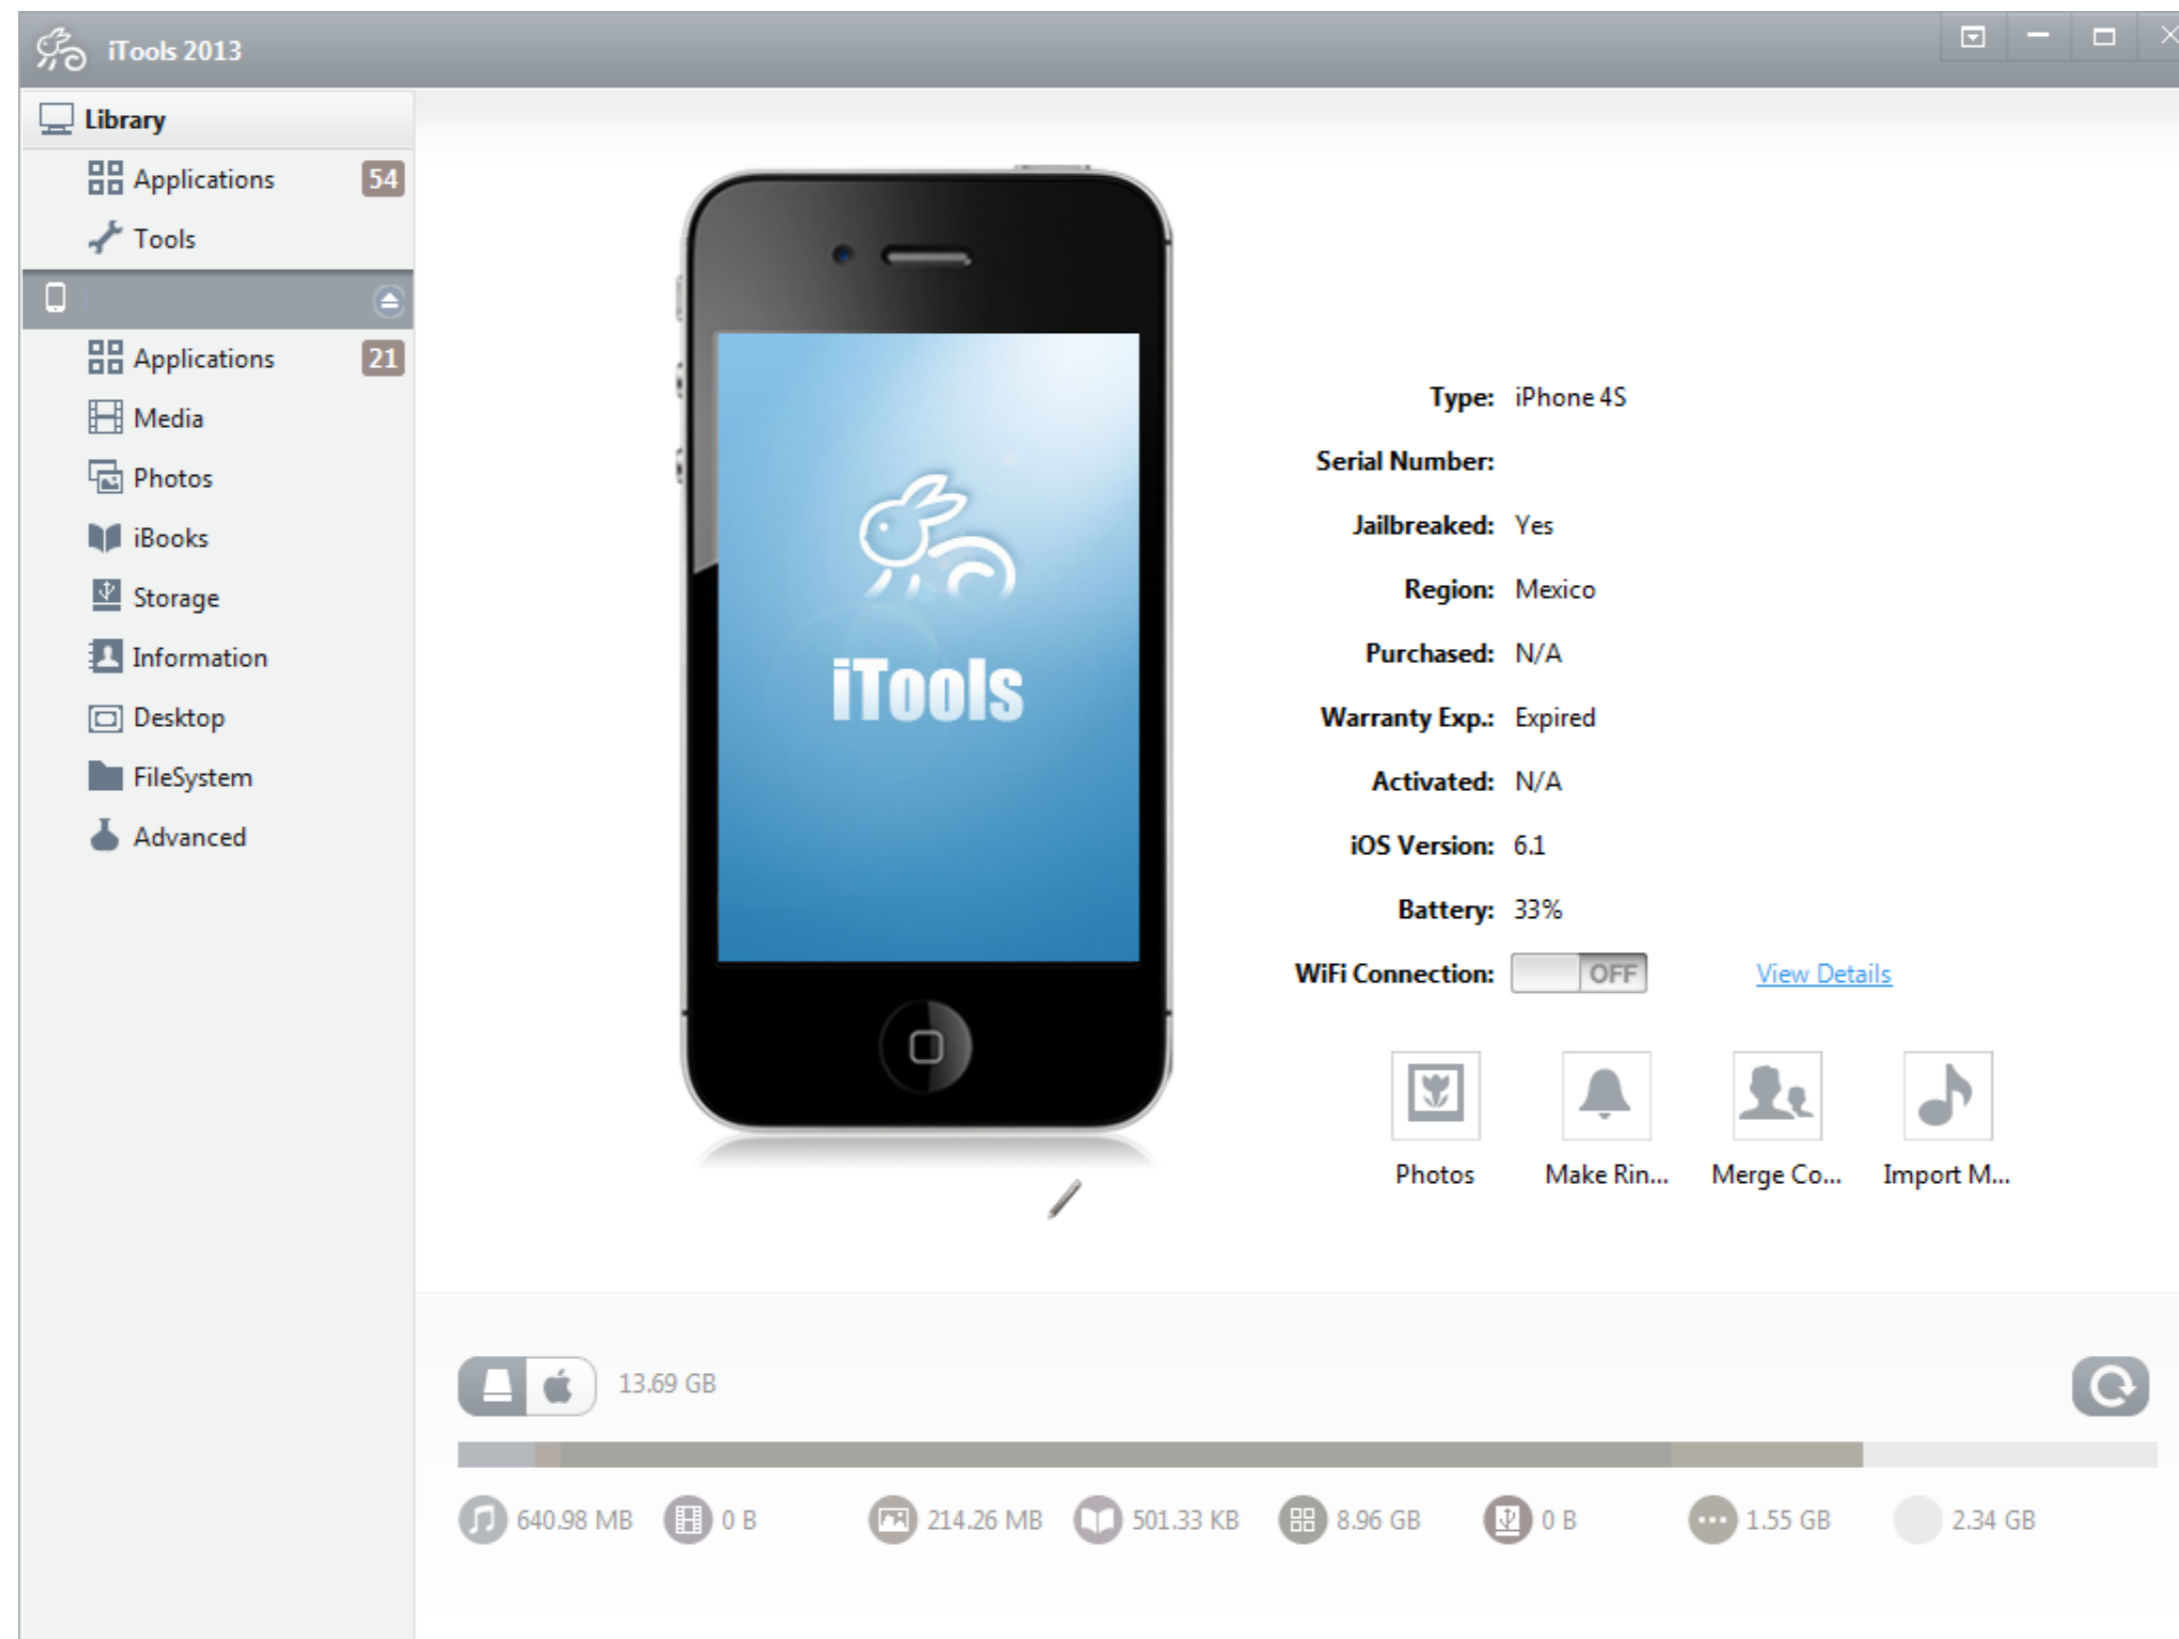 iTools 2013
Library
Applications 54
Tools
Applications 21
Media
Photos
iBooks
Storage
Information
Desktop
FileSystem
Advanced
iTools
Type: iPhone 4S
Serial Number:
Jailbreaked: Yes
Region: Mexico
Purchased: N/A
Warranty Exp.: Expired
Activated: N/A
iOS Version: 6.1
Battery: 33%
WiFi Connection: OFF View Details
Photos Make Rin... Merge Co... Import M...
13.69 GB
640.98 MB 0 B 214.26 MB 501.33 KB 8.96 GB 0 B 1.55 GB 2.34 GB